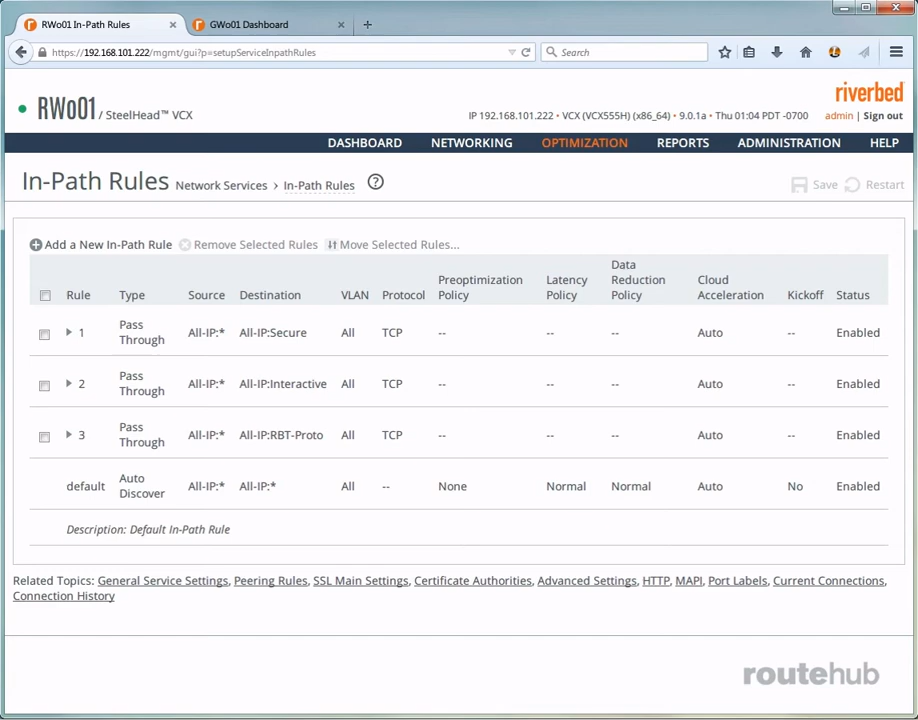 RWo01 In-Path Rules × GWo01 Dashboard × +
https://192.168.101.222/mgmt/gui?p=setupServiceInpathRules Search
riverbed
RWo01 / SteelHead™ VCX
IP 192.168.101.222 • VCX (VCX555H) (x86_64) • 9.0.1a • Thu 01:04 PDT -0700 admin | Sign out
DASHBOARD NETWORKING OPTIMIZATION REPORTS ADMINISTRATION HELP
In-Path Rules Network Services › In-Path Rules ? Save Restart
Add a New In-Path Rule Remove Selected Rules Move Selected Rules...
Rule Type Source Destination VLAN Protocol Preoptimization Policy Latency Policy Data Reduction Policy Cloud Acceleration Kickoff Status
1 Pass Through All-IP:* All-IP:Secure All TCP -- -- -- Auto -- Enabled
2 Pass Through All-IP:* All-IP:Interactive All TCP -- -- -- Auto -- Enabled
3 Pass Through All-IP:* All-IP:RBT-Proto All TCP -- -- -- Auto -- Enabled
default Auto Discover All-IP:* All-IP:* All -- None Normal Normal Auto No Enabled
Description: Default In-Path Rule
Related Topics: General Service Settings, Peering Rules, SSL Main Settings, Certificate Authorities, Advanced Settings, HTTP, MAPI, Port Labels, Current Connections,
Connection History
routehub